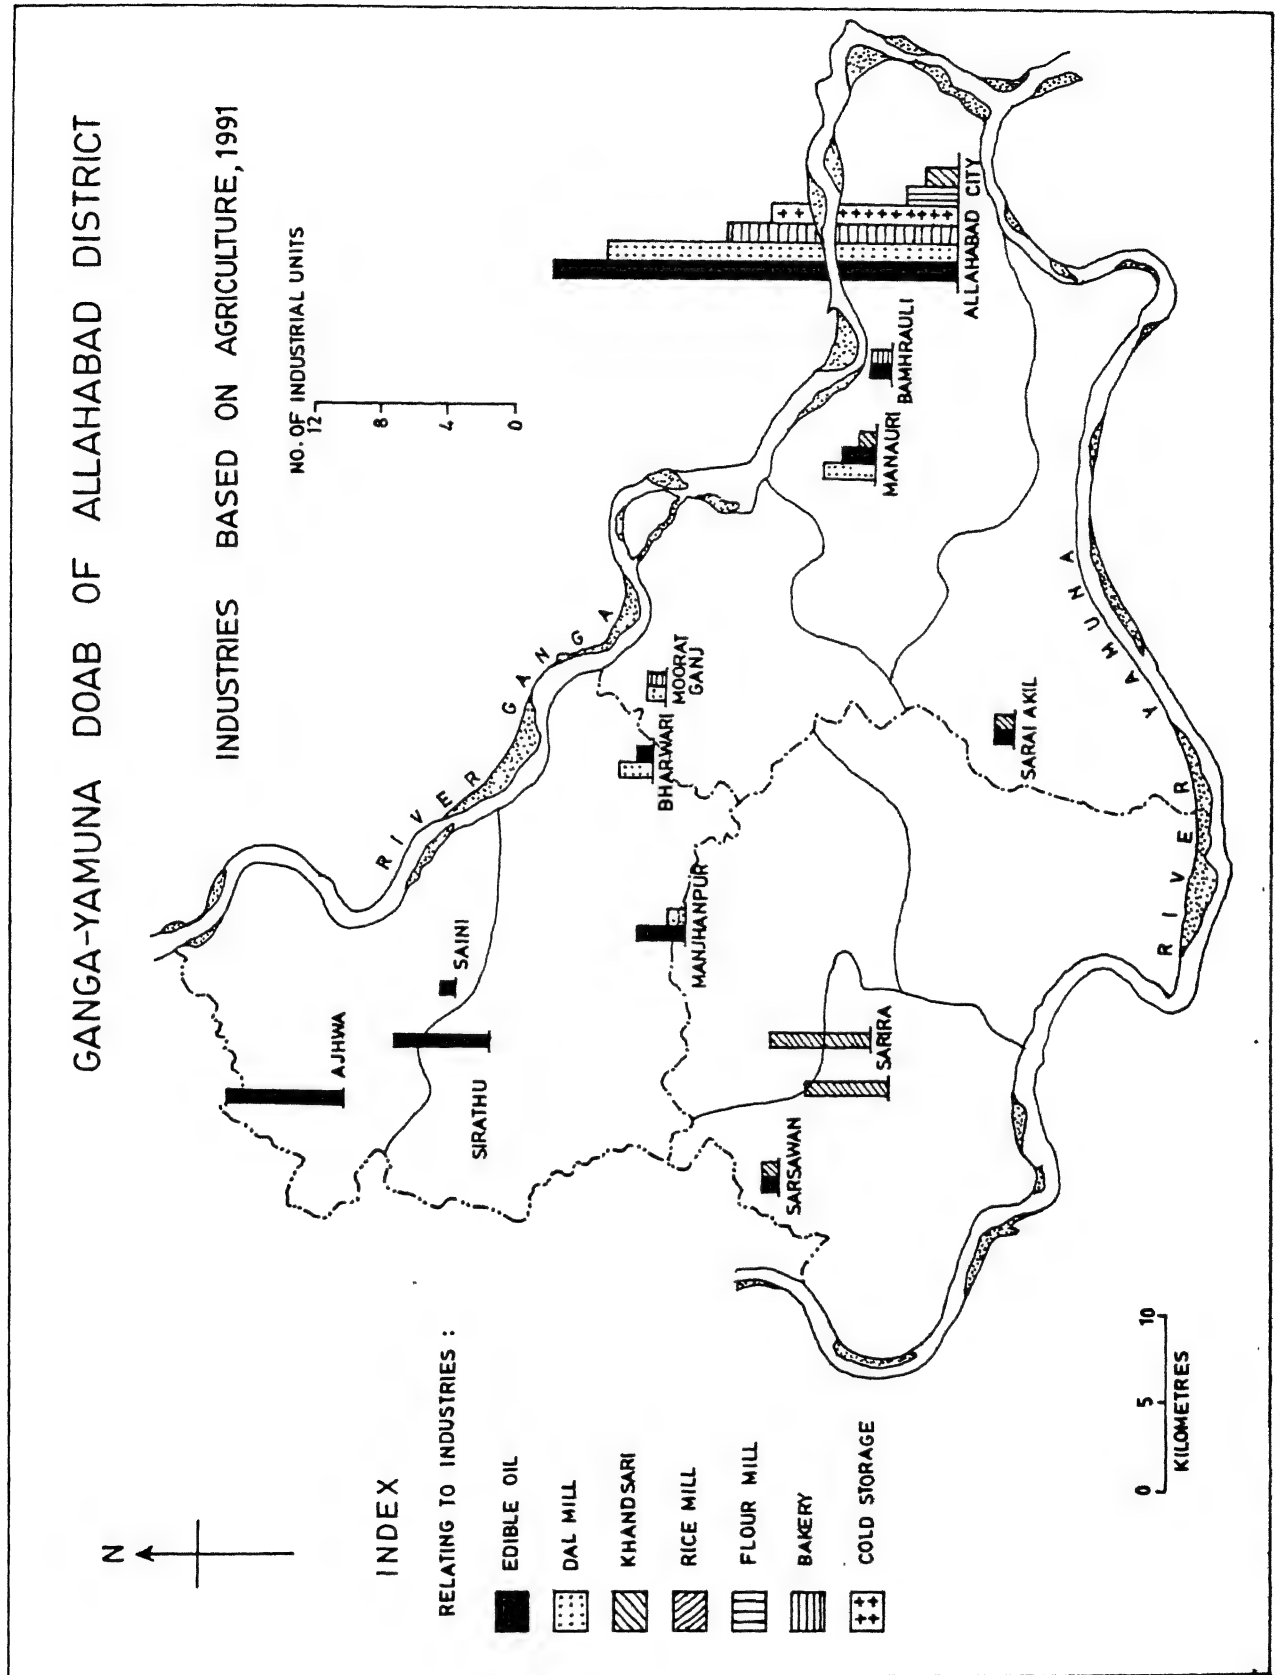 GANGA-YAMUNA DOAB OF ALLAHABAD DISTRICT
INDUSTRIES BASED ON AGRICULTURE, 1991
NO. OF INDUSTRIAL UNITS
12
8
4
0
N
RIVER GANGA
AJHWA
SAINI
SIRATHU
BHARWARI
MOORAT
GANJ
MANJHANPUR
MANAURI
BAMHRAULI
ALLAHABAD CITY
SARSAWAN
SARIRA
SARAI AKIL
RIVER YAMUNA
INDEX
RELATING TO INDUSTRIES :
EDIBLE OIL
DAL MILL
KHANDSARI
RICE MILL
FLOUR MILL
BAKERY
COLD STORAGE
0 5 10
KILOMETRES